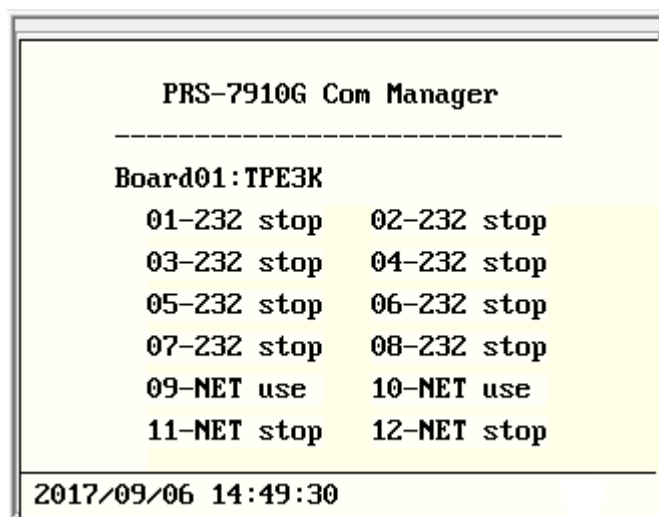 PRS-7910G Com Manager
----------------------------
Board01:TPE3K
01-232 stop 02-232 stop
03-232 stop 04-232 stop
05-232 stop 06-232 stop
07-232 stop 08-232 stop
09-NET use 10-NET use
11-NET stop 12-NET stop
2017/09/06 14:49:30